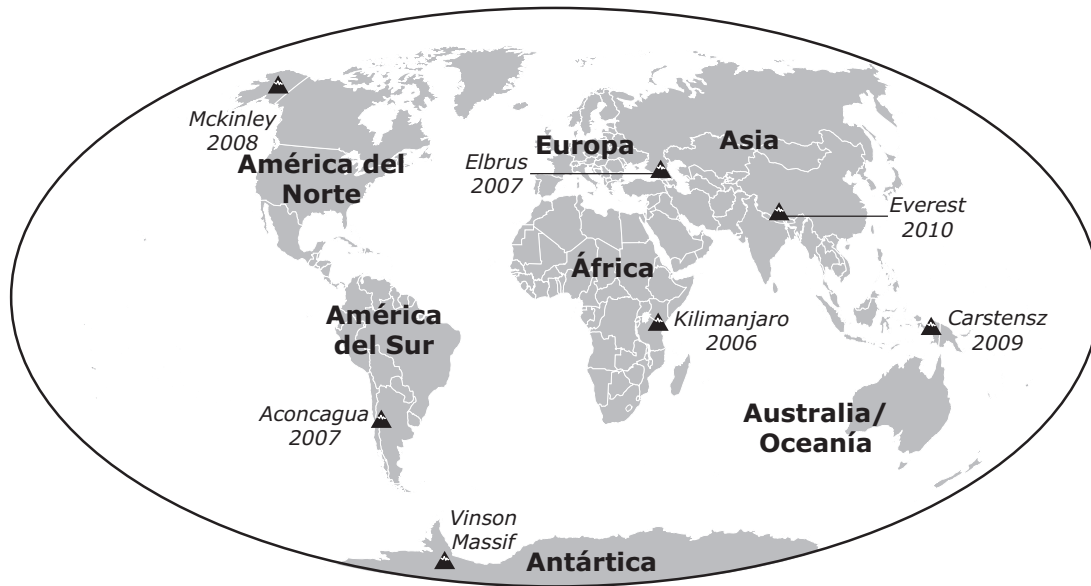 Mckinley
2008
América del
Norte
Elbrus
2007
Europa
Asia
Everest
2010
África
América
del Sur
Kilimanjaro
2006
Carstensz
2009
Aconcagua
2007
Australia/
Oceanía
Vinson
Massif
Antártica